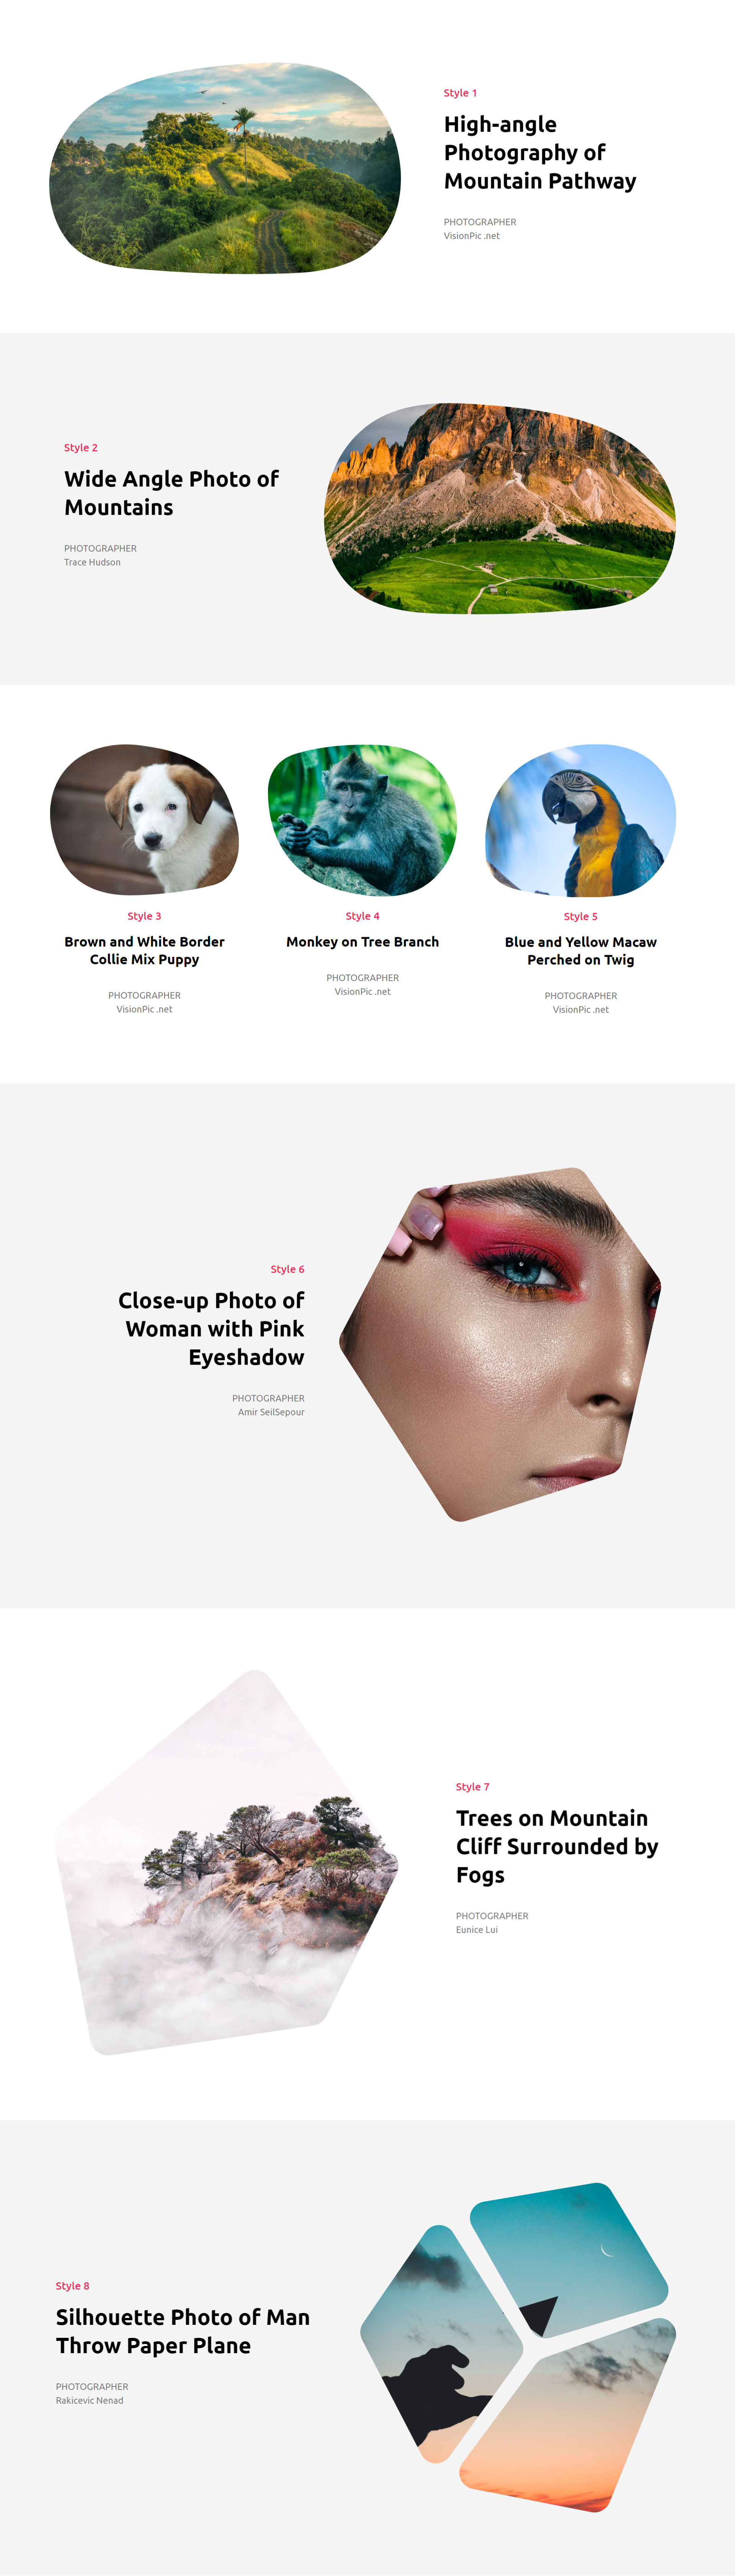 Style 1
High-angle
Photography of
Mountain Pathway
PHOTOGRAPHER
VisionPic .net
Style 2
Wide Angle Photo of
Mountains
PHOTOGRAPHER
Trace Hudson
Style 3
Brown and White Border
Collie Mix Puppy
PHOTOGRAPHER
VisionPic .net
Style 4
Monkey on Tree Branch
PHOTOGRAPHER
VisionPic .net
Style 5
Blue and Yellow Macaw
Perched on Twig
PHOTOGRAPHER
VisionPic .net
Style 6
Close-up Photo of
Woman with Pink
Eyeshadow
PHOTOGRAPHER
Amir SeilSepour
Style 7
Trees on Mountain
Cliff Surrounded by
Fogs
PHOTOGRAPHER
Eunice Lui
Style 8
Silhouette Photo of Man
Throw Paper Plane
PHOTOGRAPHER
Rakicevic Nenad